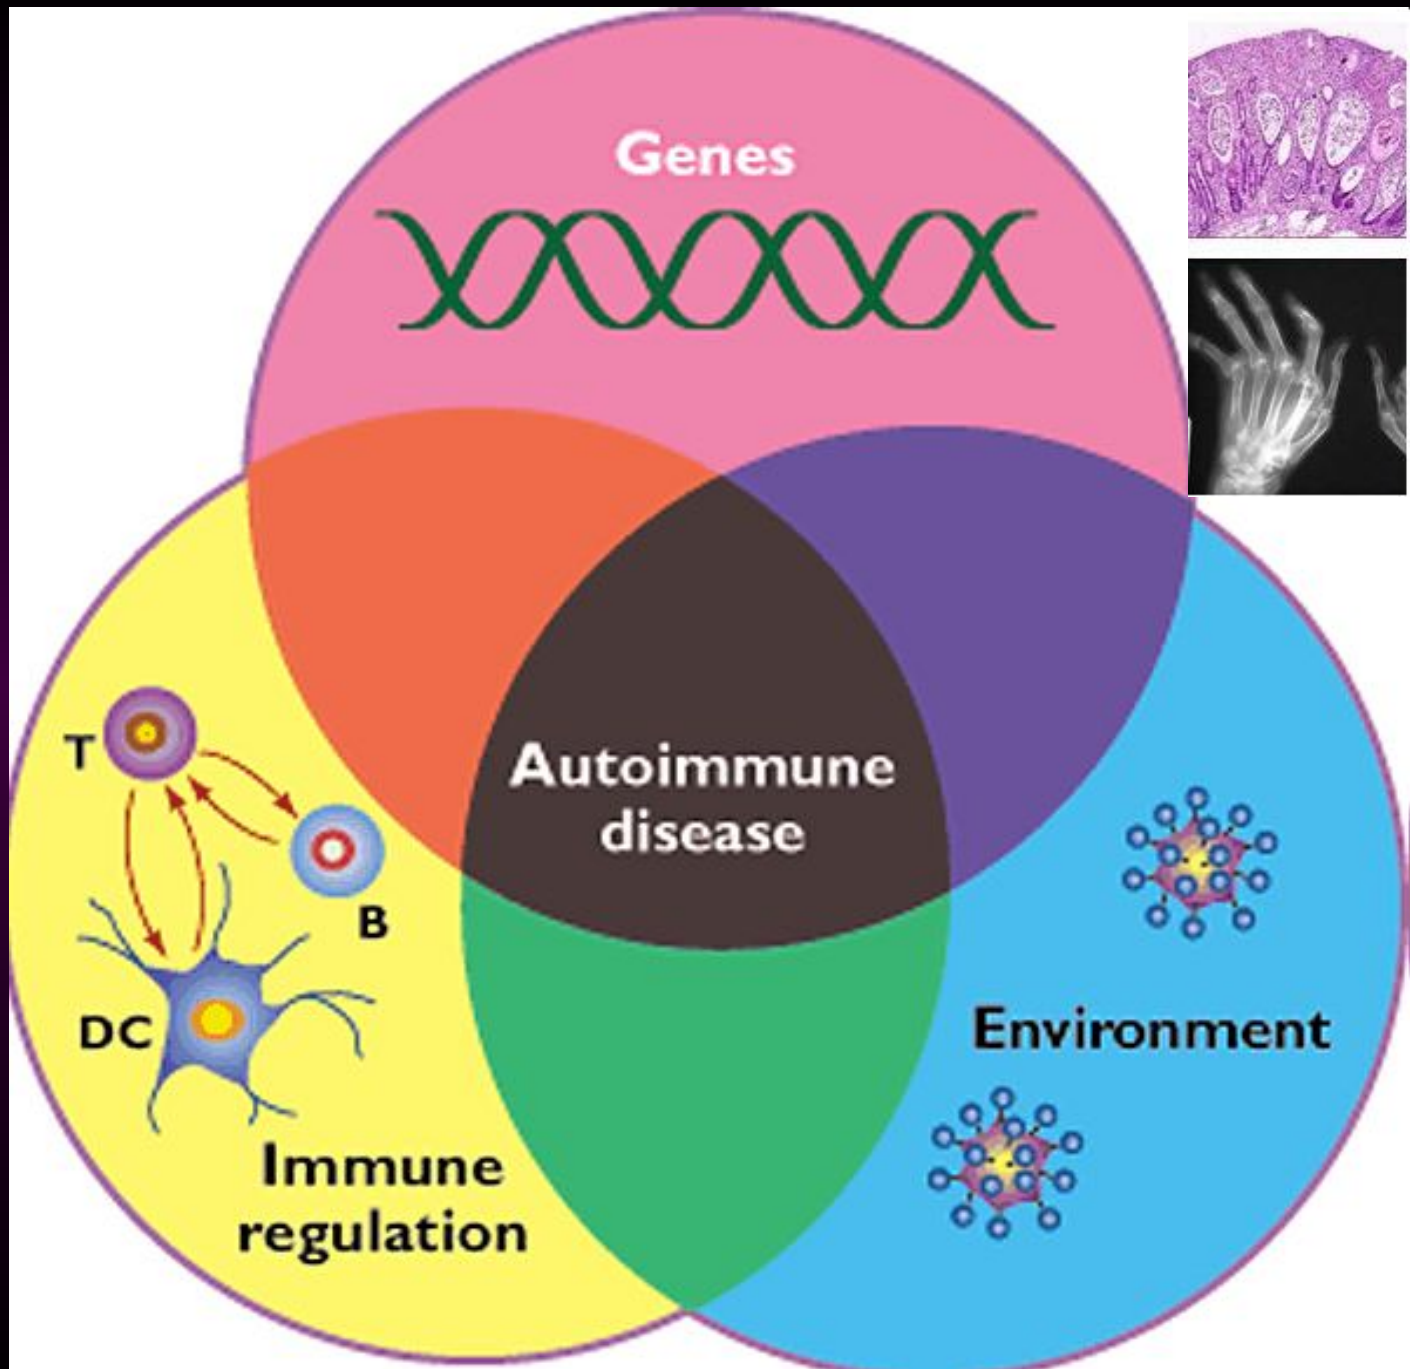 Genes
Autoimmune
disease
T
B
DC
Environment
Immune
regulation